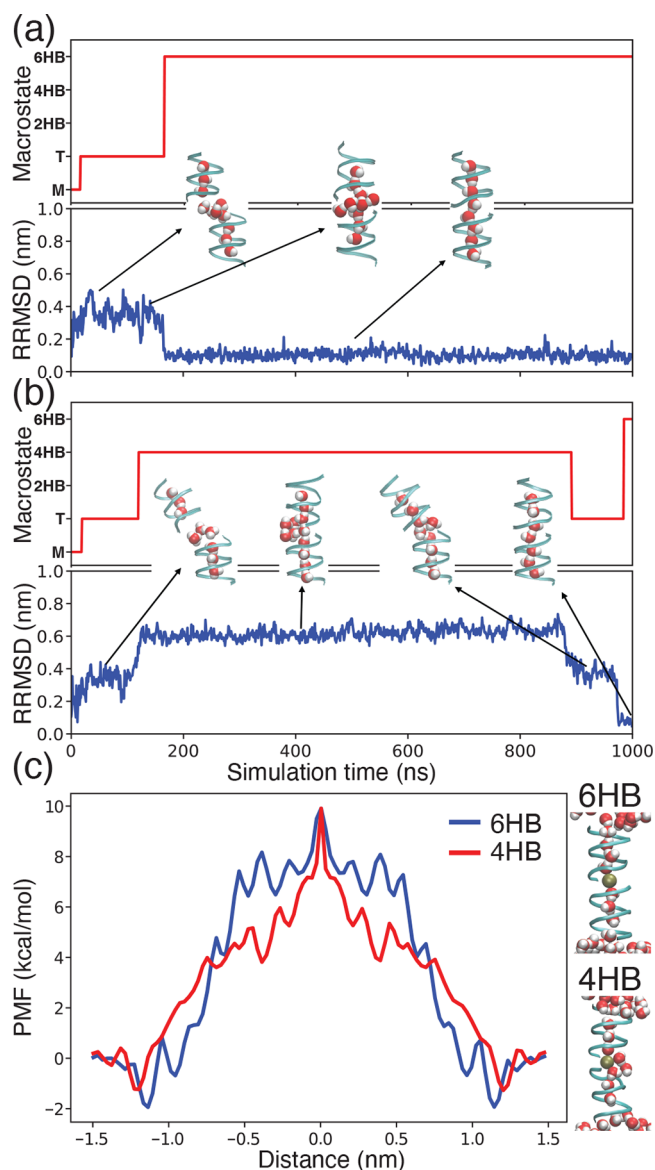 (a)
6HB
4HB
2HB
T
M
Macrostate
1.0
0.8
0.6
0.4
0.2
0.0
RRMSD (nm)
(b)
6HB
4HB
2HB
T
M
Macrostate
1.0
0.8
0.6
0.4
0.2
0.0
RRMSD (nm)
0 200 400 600 800 1000
Simulation time (ns)
(c)
10
8
6
4
2
0
−2
PMF (kcal/mol)
6HB
4HB
−1.5 −1.0 −0.5 0.0 0.5 1.0 1.5
Distance (nm)
6HB
4HB